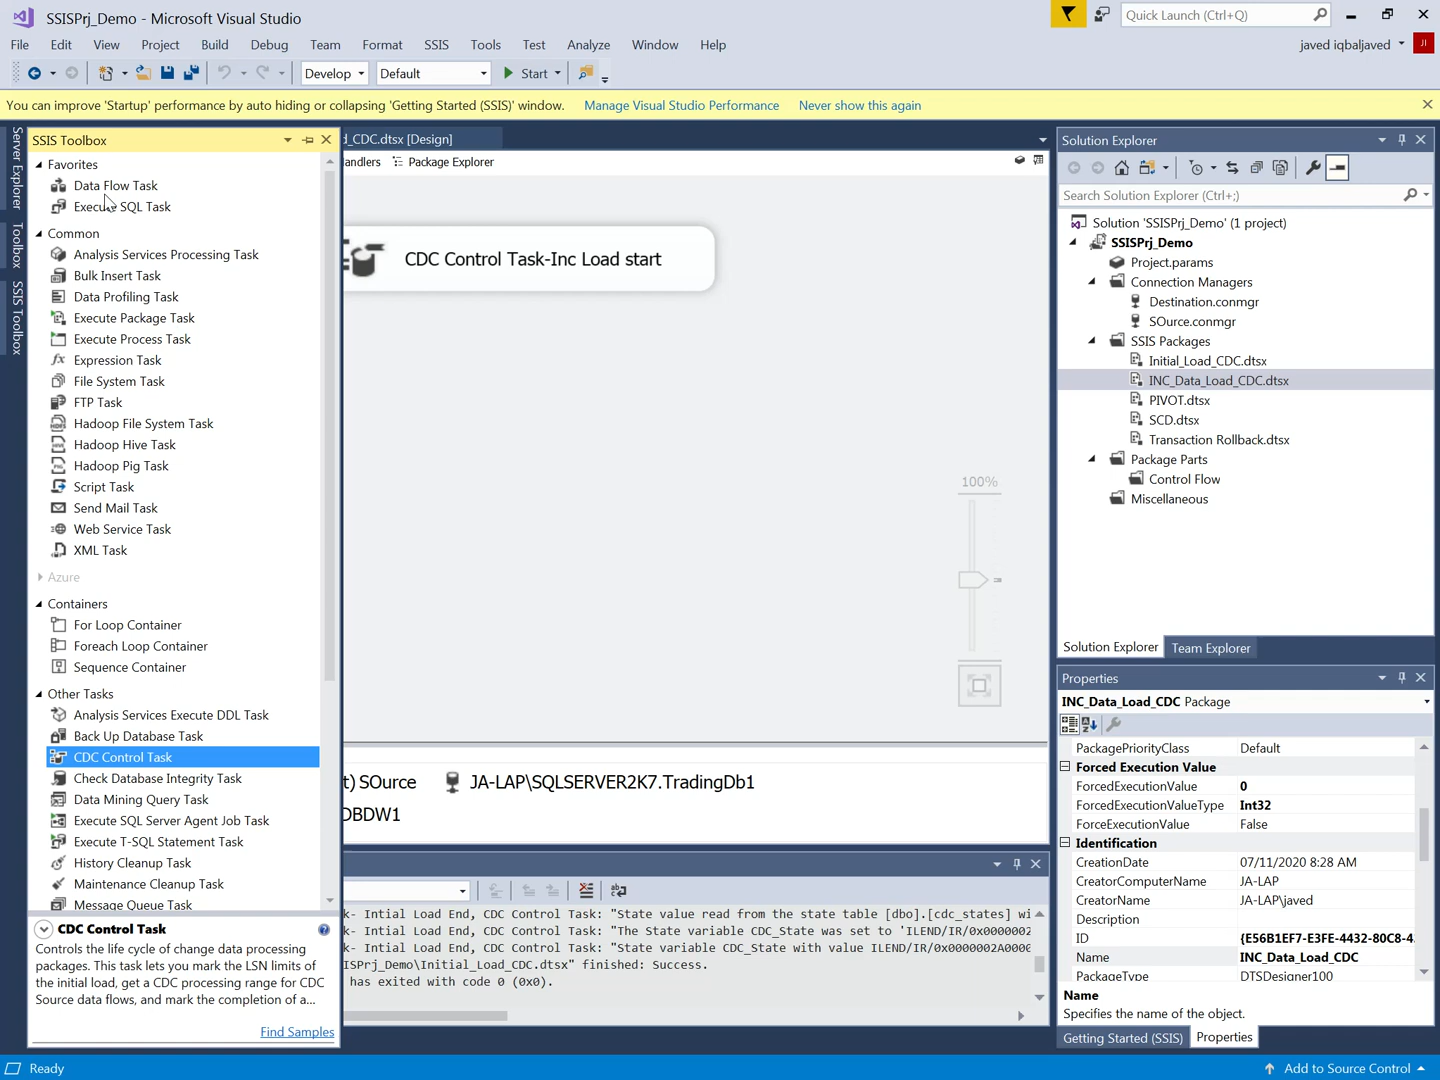 SSISPrj_Demo - Microsoft Visual Studio
Quick Launch (Ctrl+Q)
File Edit View Project Build Debug Team Format SSIS Tools Test Analyze Window Help
javed iqbaljaved JI
Develop Default Start
You can improve 'Startup' performance by auto hiding or collapsing 'Getting Started (SSIS)' window. Manage Visual Studio Performance Never show this again
Server Explorer
Toolbox
SSIS Toolbox
SSIS Toolbox
Favorites
Data Flow Task
Execute SQL Task
Common
Analysis Services Processing Task
Bulk Insert Task
Data Profiling Task
Execute Package Task
Execute Process Task
Expression Task
File System Task
FTP Task
Hadoop File System Task
Hadoop Hive Task
Hadoop Pig Task
Script Task
Send Mail Task
Web Service Task
XML Task
Azure
Containers
For Loop Container
Foreach Loop Container
Sequence Container
Other Tasks
Analysis Services Execute DDL Task
Back Up Database Task
CDC Control Task
Check Database Integrity Task
Data Mining Query Task
Execute SQL Server Agent Job Task
Execute T-SQL Statement Task
History Cleanup Task
Maintenance Cleanup Task
Message Queue Task
CDC Control Task
Controls the life cycle of change data processing
packages. This task lets you mark the LSN limits of
the initial load, get a CDC processing range for CDC
Source data flows, and mark the completion of a...
Find Samples
d_CDC.dtsx [Design]
andlers Package Explorer
CDC Control Task-Inc Load start
100%
t) SOurce JA-LAP\SQLSERVER2K7.TradingDb1
DBDW1
k- Intial Load End, CDC Control Task: "State value read from the state table [dbo].[cdc_states] wi
k- Intial Load End, CDC Control Task: "The State variable CDC_State was set to 'ILEND/IR/0x0000002
k- Intial Load End, CDC Control Task: "State variable CDC_State with value ILEND/IR/0x0000002A000
SISPrj_Demo\Initial_Load_CDC.dtsx" finished: Success.
has exited with code 0 (0x0).
Solution Explorer
Search Solution Explorer (Ctrl+;)
Solution 'SSISPrj_Demo' (1 project)
SSISPrj_Demo
Project.params
Connection Managers
Destination.conmgr
SOurce.conmgr
SSIS Packages
Initial_Load_CDC.dtsx
INC_Data_Load_CDC.dtsx
PIVOT.dtsx
SCD.dtsx
Transaction Rollback.dtsx
Package Parts
Control Flow
Miscellaneous
Solution Explorer Team Explorer
Properties
INC_Data_Load_CDC Package
PackagePriorityClass Default
Forced Execution Value
ForcedExecutionValue 0
ForcedExecutionValueType Int32
ForceExecutionValue False
Identification
CreationDate 07/11/2020 8:28 AM
CreatorComputerName JA-LAP
CreatorName JA-LAP\javed
Description
ID {E56B1EF7-E3FE-4432-80C8-4
Name INC_Data_Load_CDC
PackageType DTSDesigner100
Name
Specifies the name of the object.
Getting Started (SSIS) Properties
Ready
Add to Source Control